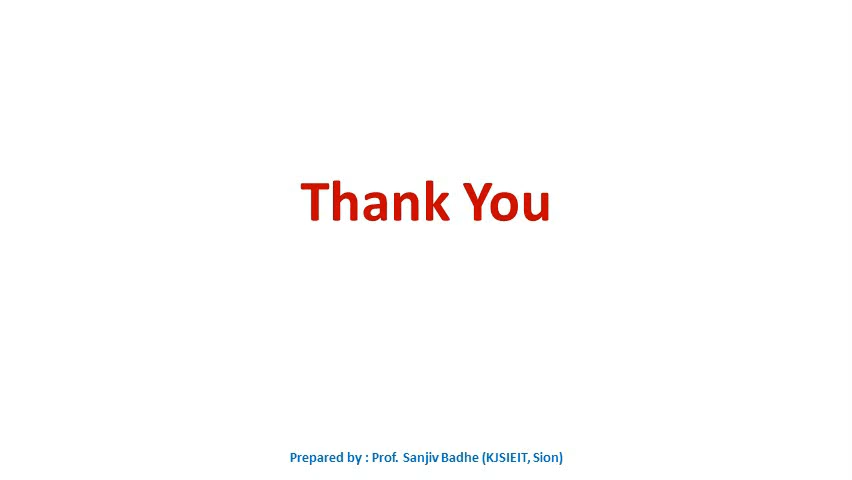 Thank You
Prepared by : Prof. Sanjiv Badhe (KJSIEIT, Sion)